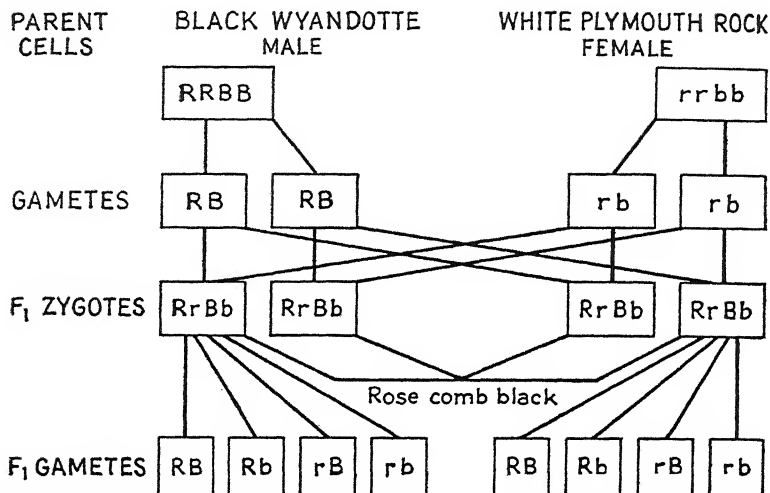 PARENT CELLS
BLACK WYANDOTTE MALE
WHITE PLYMOUTH ROCK FEMALE
RRBB rrbb
GAMETES RB RB rb rb
F₁ ZYGOTES RrBb RrBb RrBb RrBb
Rose comb black
F₁ GAMETES RB Rb rB rb RB Rb rB rb